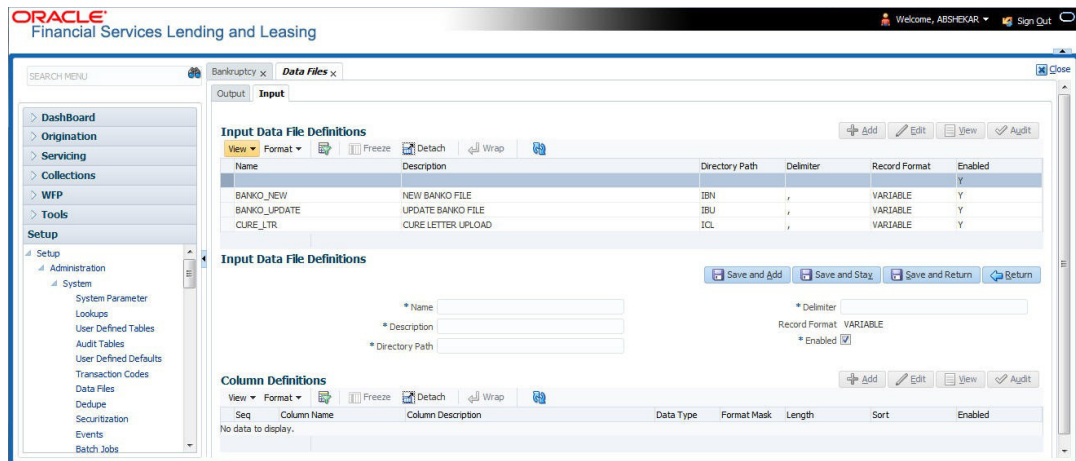 ORACLE
Financial Services Lending and Leasing
Welcome, ABSHEKAR
Sign Out
SEARCH MENU
Bankruptcy x
Data Files x
Close
Output
Input
DashBoard
Origination
Servicing
Collections
WFP
Tools
Setup
Setup
Administration
System
System Parameter
Lookups
User Defined Tables
Audit Tables
User Defined Defaults
Transaction Codes
Data Files
Dedupe
Securitization
Events
Batch Jobs
Input Data File Definitions
Add Edit View Audit
View Format Freeze Detach Wrap
Name Description Directory Path Delimiter Record Format Enabled
Y
BANKO_NEW NEW BANKO FILE IBN , VARIABLE Y
BANKO_UPDATE UPDATE BANKO FILE IBU , VARIABLE Y
CURE_LTR CURE LETTER UPLOAD ICL , VARIABLE Y
Input Data File Definitions
Save and Add Save and Stay Save and Return Return
* Name
* Description
* Directory Path
* Delimiter
Record Format VARIABLE
* Enabled
Column Definitions
Add Edit View Audit
View Format Freeze Detach Wrap
Seq Column Name Column Description Data Type Format Mask Length Sort Enabled
No data to display.